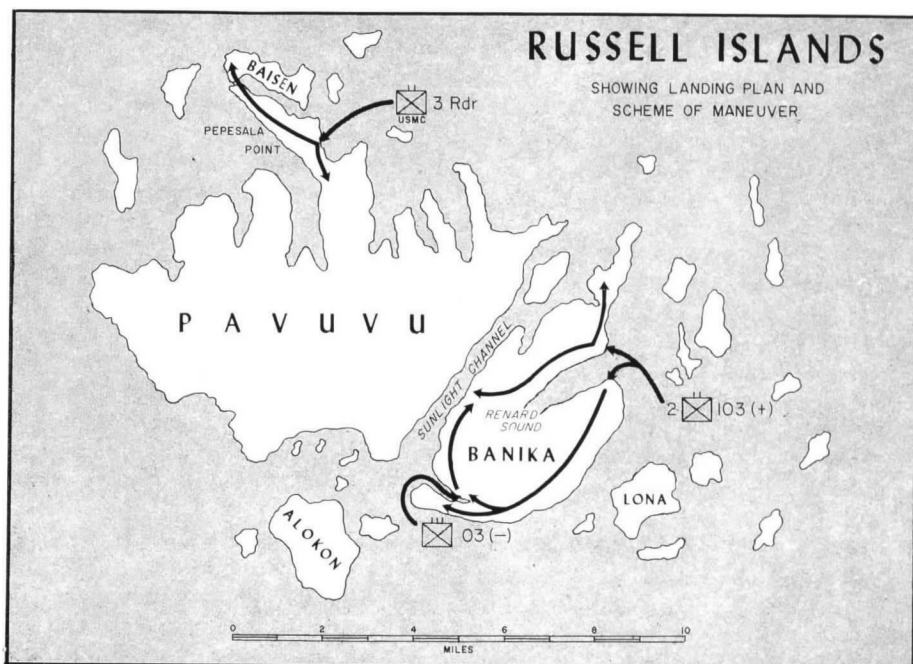 RUSSELL ISLANDS
SHOWING LANDING PLAN AND
SCHEME OF MANEUVER
BAISEN
3 Rdr
USMC
PEPESALA
POINT
PAVUVU
SUNLIGHT CHANNEL
2 103 (+)
RENARD
SOUND
BANIKA
LONA
ALOKON
03 (–)
0 2 4 6 8 10
MILES